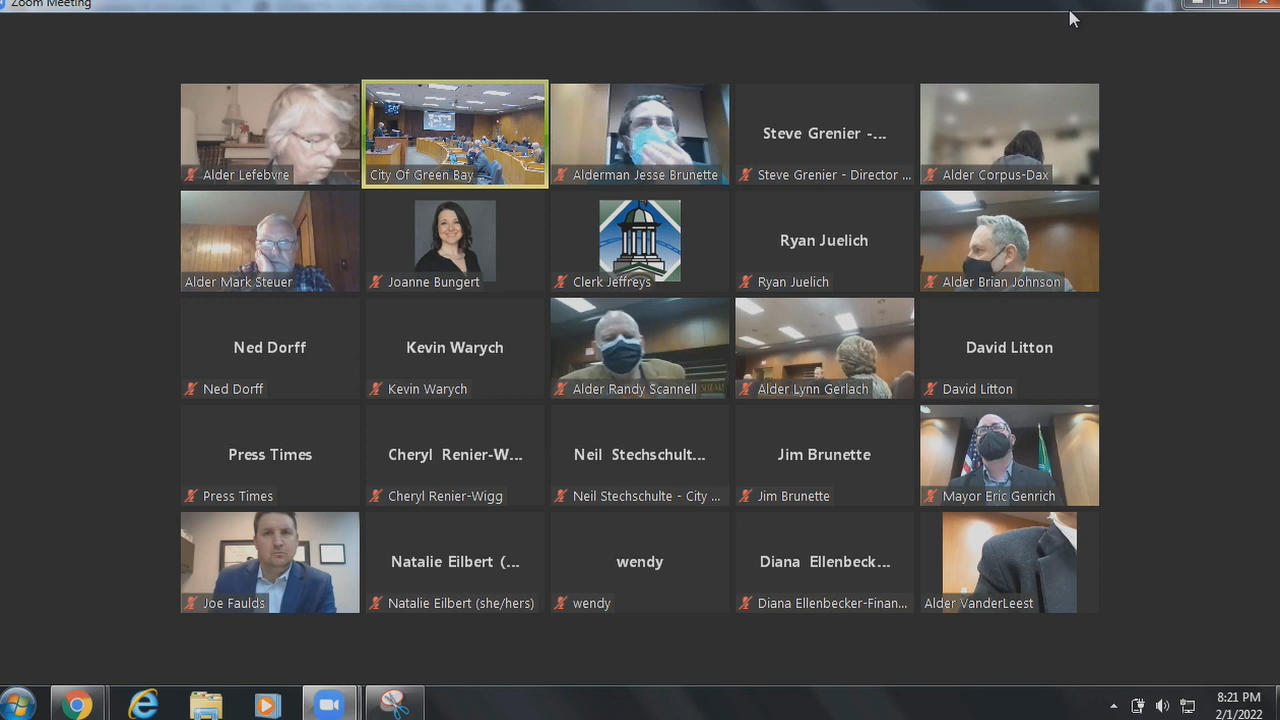 Zoom Meeting
Alder Lefebvre
City Of Green Bay
Alderman Jesse Brunette
Steve Grenier -...
Steve Grenier - Director ...
Alder Corpus-Dax
Alder Mark Steuer
Joanne Bungert
Clerk Jeffreys
Ryan Juelich
Ryan Juelich
Alder Brian Johnson
Ned Dorff
Ned Dorff
Kevin Warych
Kevin Warych
Alder Randy Scannell
Alder Lynn Gerlach
David Litton
David Litton
Press Times
Press Times
Cheryl Renier-W...
Cheryl Renier-Wigg
Neil Stechschult...
Neil Stechschulte - City ...
Jim Brunette
Jim Brunette
Mayor Eric Genrich
Joe Faulds
Natalie Eilbert (...
Natalie Eilbert (she/hers)
wendy
wendy
Diana Ellenbeck...
Diana Ellenbecker-Finan...
Alder VanderLeest
8:21 PM
2/1/2022